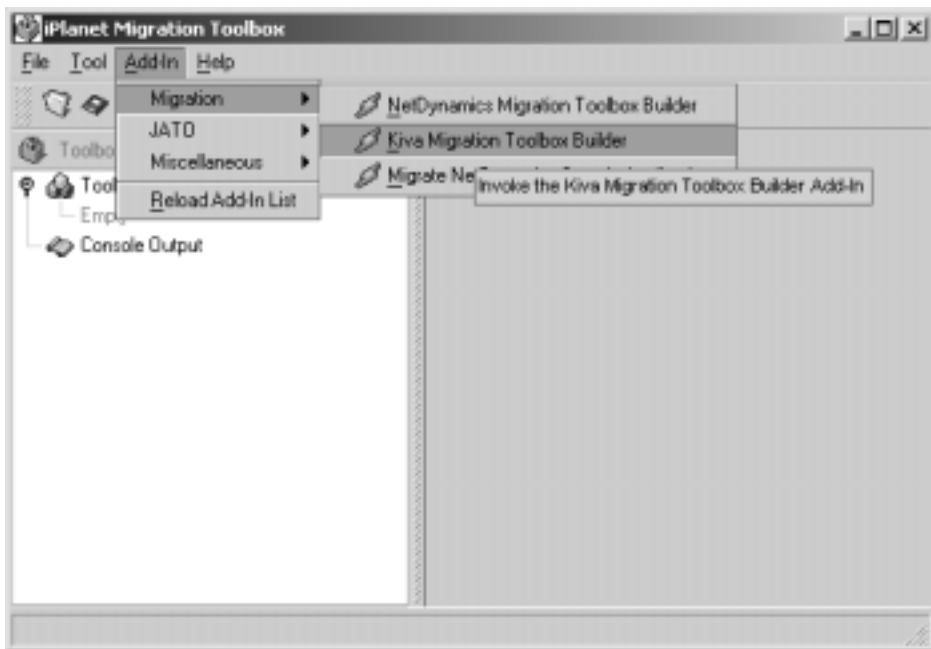 iPlanet Migration Toolbox
File Tool Add-In Help
Migration
JATO
Miscellaneous
Reload Add-In List
NetDynamics Migration Toolbox Builder
Kiva Migration Toolbox Builder
Migrate
Invoke the Kiva Migration Toolbox Builder Add-In
Console Output